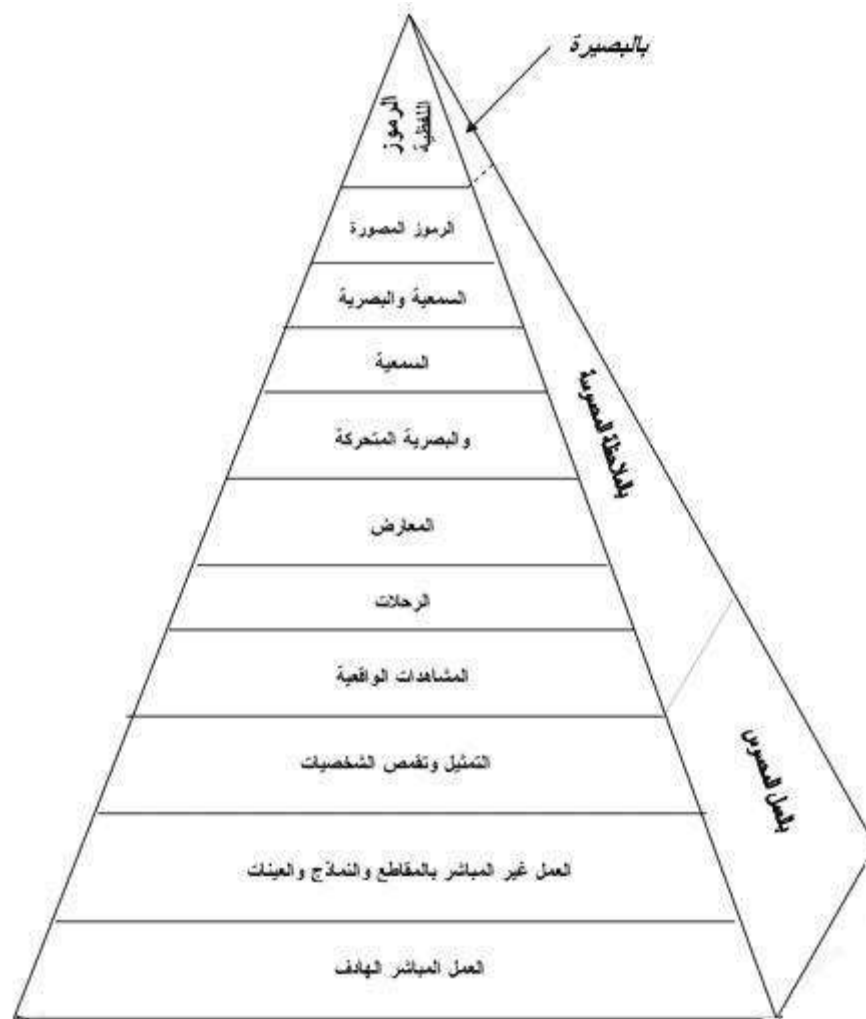 بالبصيرة
الرموز
اللفظية
الرموز المصورة
السمعية والبصرية
السمعية
والبصرية المتحركة
المعارض
الرحلات
المشاهدات الواقعية
التمثيل وتقمص الشخصيات
العمل غير المباشر بالمقاطع والنماذج والعينات
العمل المباشر الهادف
بالملاحظة المحسوسة
بالعمل المحسوس